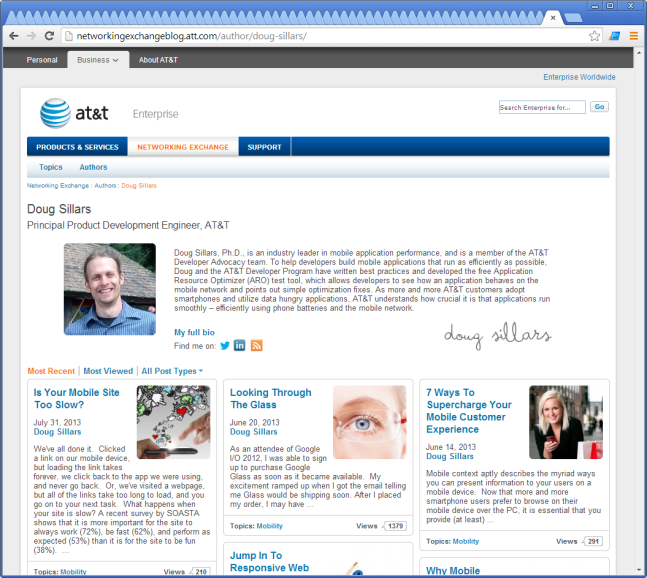 networkingexchangeblog.att.com/author/doug-sillars/
Personal Business About AT&T
Enterprise Worldwide
at&t Enterprise
Search Enterprise for... Go
PRODUCTS & SERVICES NETWORKING EXCHANGE SUPPORT
Topics Authors
Networking Exchange : Authors : Doug Sillars
Doug Sillars
Principal Product Development Engineer, AT&T
Doug Sillars, Ph.D., is an industry leader in mobile application performance, and is a member of the AT&T
Developer Advocacy team. To help developers build mobile applications that run as efficiently as possible,
Doug and the AT&T Developer Program have written best practices and developed the free Application
Resource Optimizer (ARO) test tool, which allows developers to see how an application behaves on the
mobile network and points out simple optimization fixes. As more and more AT&T customers adopt
smartphones and utilize data hungry applications, AT&T understands how crucial it is that applications run
smoothly – efficiently using phone batteries and the mobile network.
My full bio
Find me on:
doug sillars
Most Recent | Most Viewed | All Post Types
Is Your Mobile Site
Too Slow?
July 31, 2013
Doug Sillars
We've all done it. Clicked
a link on our mobile device,
but loading the link takes
forever, we click back to the app we were using,
and never go back. Or, we've visited a webpage,
but all of the links take too long to load, and you
go on to your next task. What happens when
your site is slow? A recent survey by SOASTA
shows that it is more important for the site to
always work (72%), be fast (62%), and perform as
expected (53%) than it is for the site to be fun
(38%). ...
Topics: Mobility Views 210
Looking Through
The Glass
June 20, 2013
Doug Sillars
As an attendee of Google
I/O 2012, I was able to sign
up to purchase Google
Glass as soon as it became available. My
excitement ramped up when I got the email telling
me Glass would be shipping soon. After I placed
my order, I may have ...
Topics: Mobility Views 1379
Jump In To
Responsive Web
7 Ways To
Supercharge Your
Mobile Customer
Experience
June 14, 2013
Doug Sillars
Mobile context aptly describes the myriad ways
you can present information to your users on a
mobile device. Now that more and more
smartphone users prefer to browse on their
mobile device over the PC, it is essential that you
provide (at least) ...
Topics: Mobility Views 291
Why Mobile